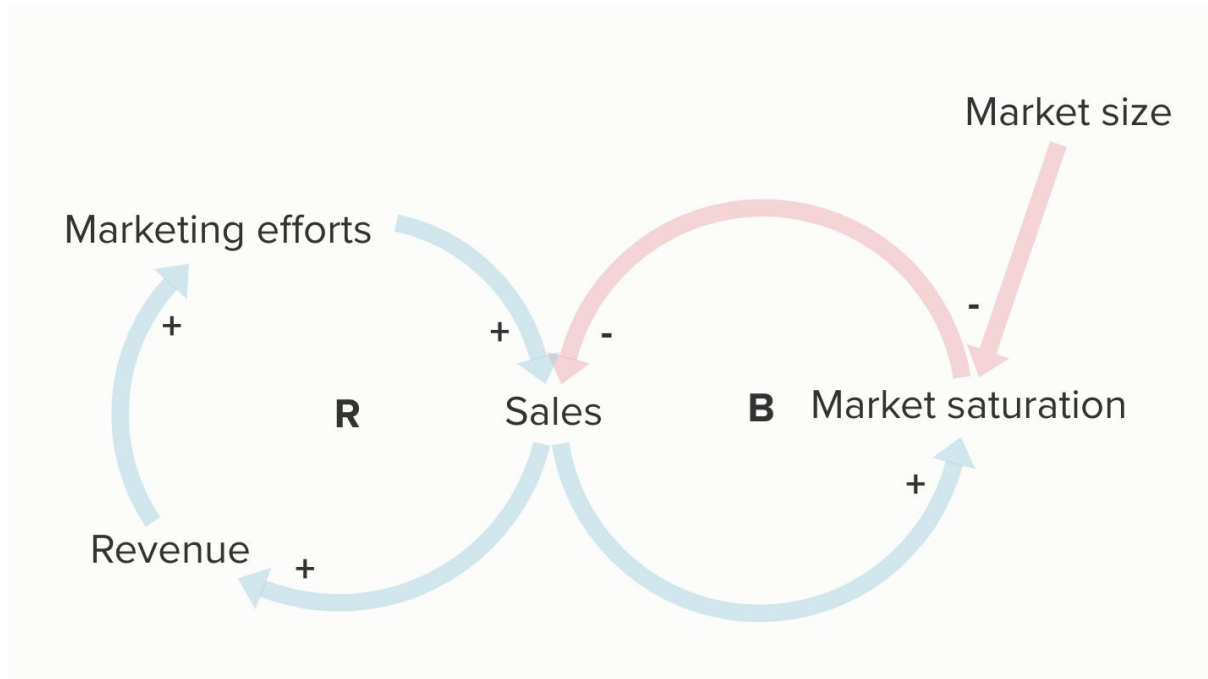 Market size
Marketing efforts
-
+
+
-
R
Sales
B
Market saturation
+
Revenue
+